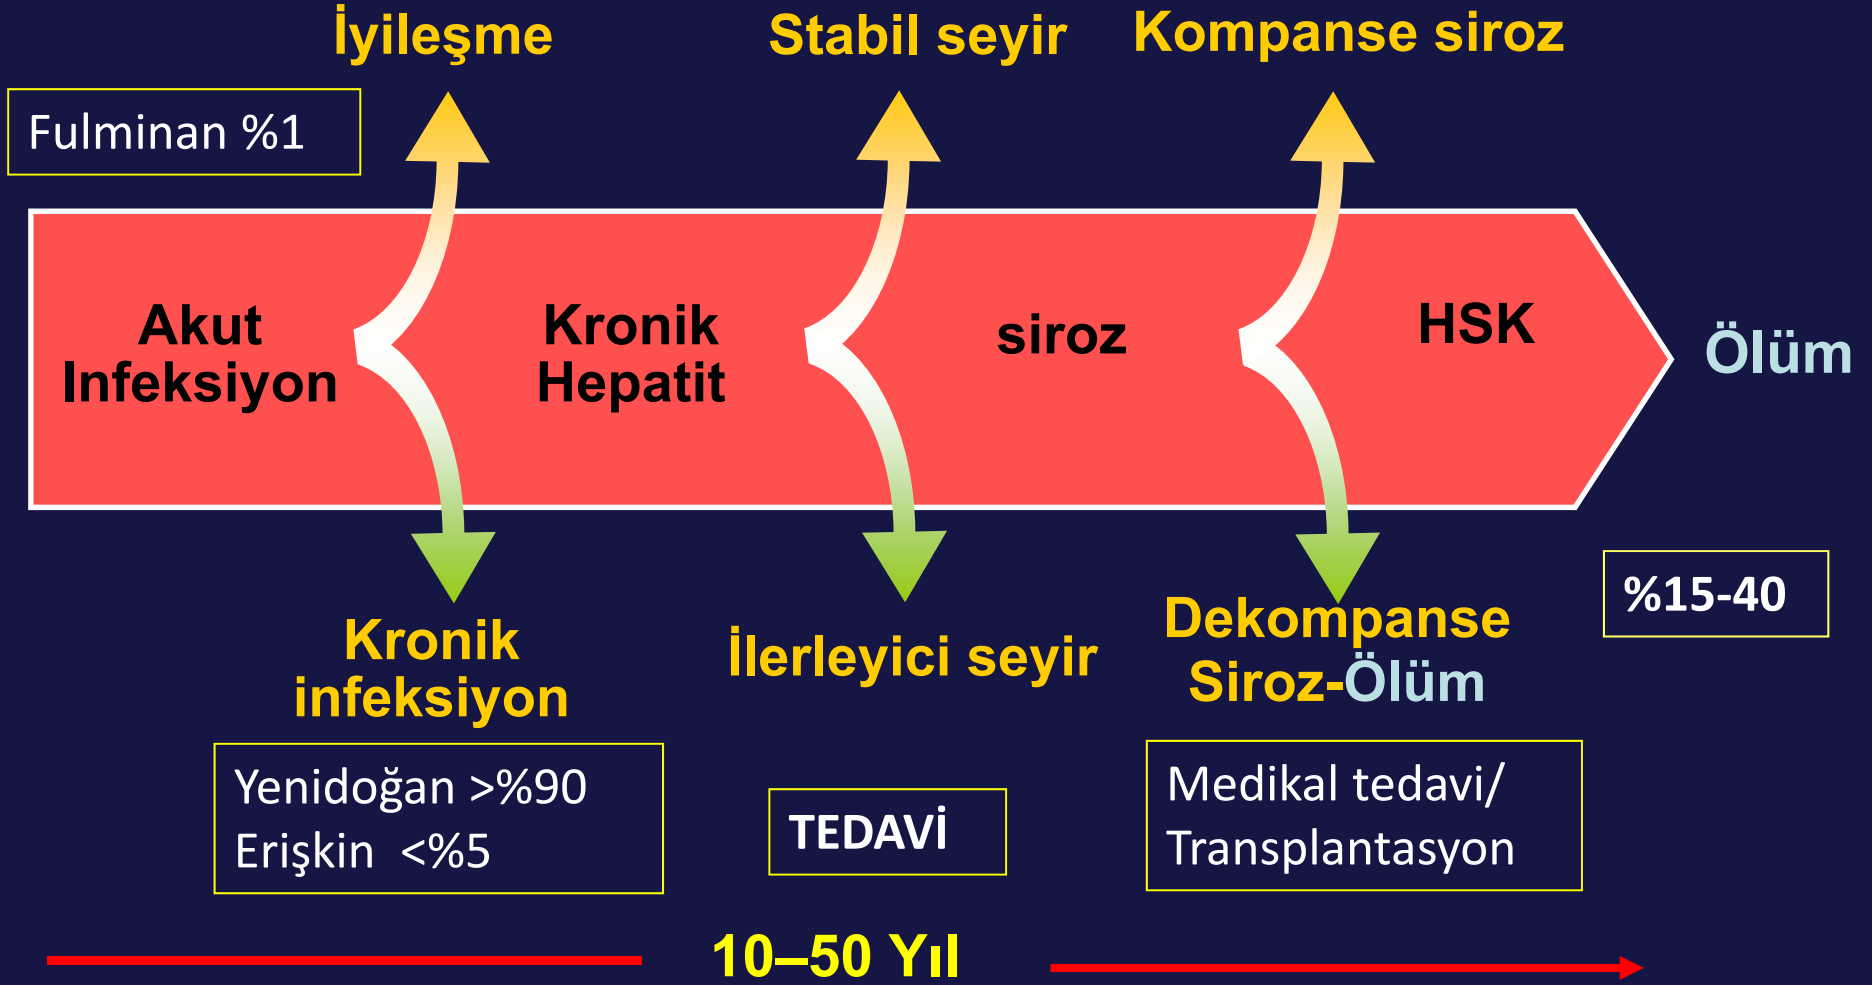 İyileşme
Stabil seyir
Kompanse siroz
Fulminan %1
Akut
Infeksiyon
Kronik
Hepatit
siroz
HSK
Ölüm
Kronik
infeksiyon
İlerleyici seyir
Dekompanse
Siroz-Ölüm
%15-40
Yenidoğan >%90
Erişkin <%5
TEDAVİ
Medikal tedavi/
Transplantasyon
10–50 Yıl